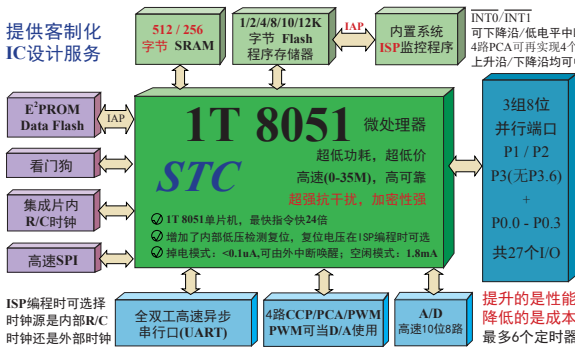 提供客制化
IC设计服务
512 / 256
字节 SRAM
1/2/4/8/10/12K
字节 Flash
程序存储器
IAP
内置系统
ISP监控程序
INT0/INT1
可下降沿/低电平中
4路PCA可再实现4个
上升沿/下降沿均可
E²PROM
Data Flash
IAP
看门狗
集成片内
R/C时钟
高速SPI
1T 8051 微处理器
STC
超低功耗，超低价
高速(0-35M)，高可靠
超强抗干扰，加密性强
1T 8051单片机，最快指令快24倍
增加了内部低压检测复位，复位电压在ISP编程时可选
掉电模式：<0.1uA,可由外中断唤醒；空闲模式：1.8mA
3组8位
并行端口
P1 / P2
P3(无P3.6)
+
P0.0 - P0.3
共27个I/O
ISP编程时可选择
时钟源是内部R/C
时钟还是外部时钟
全双工高速异步
串行口(UART)
4路CCP/PCA/PWM
PWM可当D/A使用
A/D
高速10位8路
提升的是性能
降低的是成本
最多6个定时器